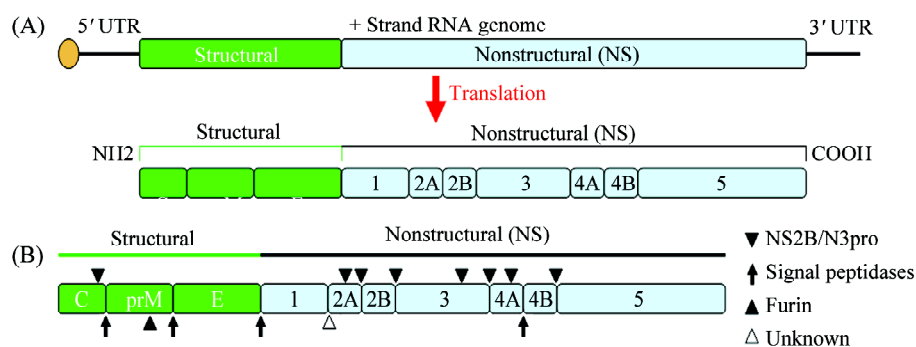 (A)
5′ UTR
+ Strand RNA gcnomc
3′ UTR
Structural
Nonstructural (NS)
Translation
Structural
Nonstructural (NS)
NH2
COOH
1 2A 2B 3 4A 4B 5
(B)
Structural
Nonstructural (NS)
C prM E 1 2A 2B 3 4A 4B 5
NS2B/N3pro
Signal peptidases
Furin
Unknown